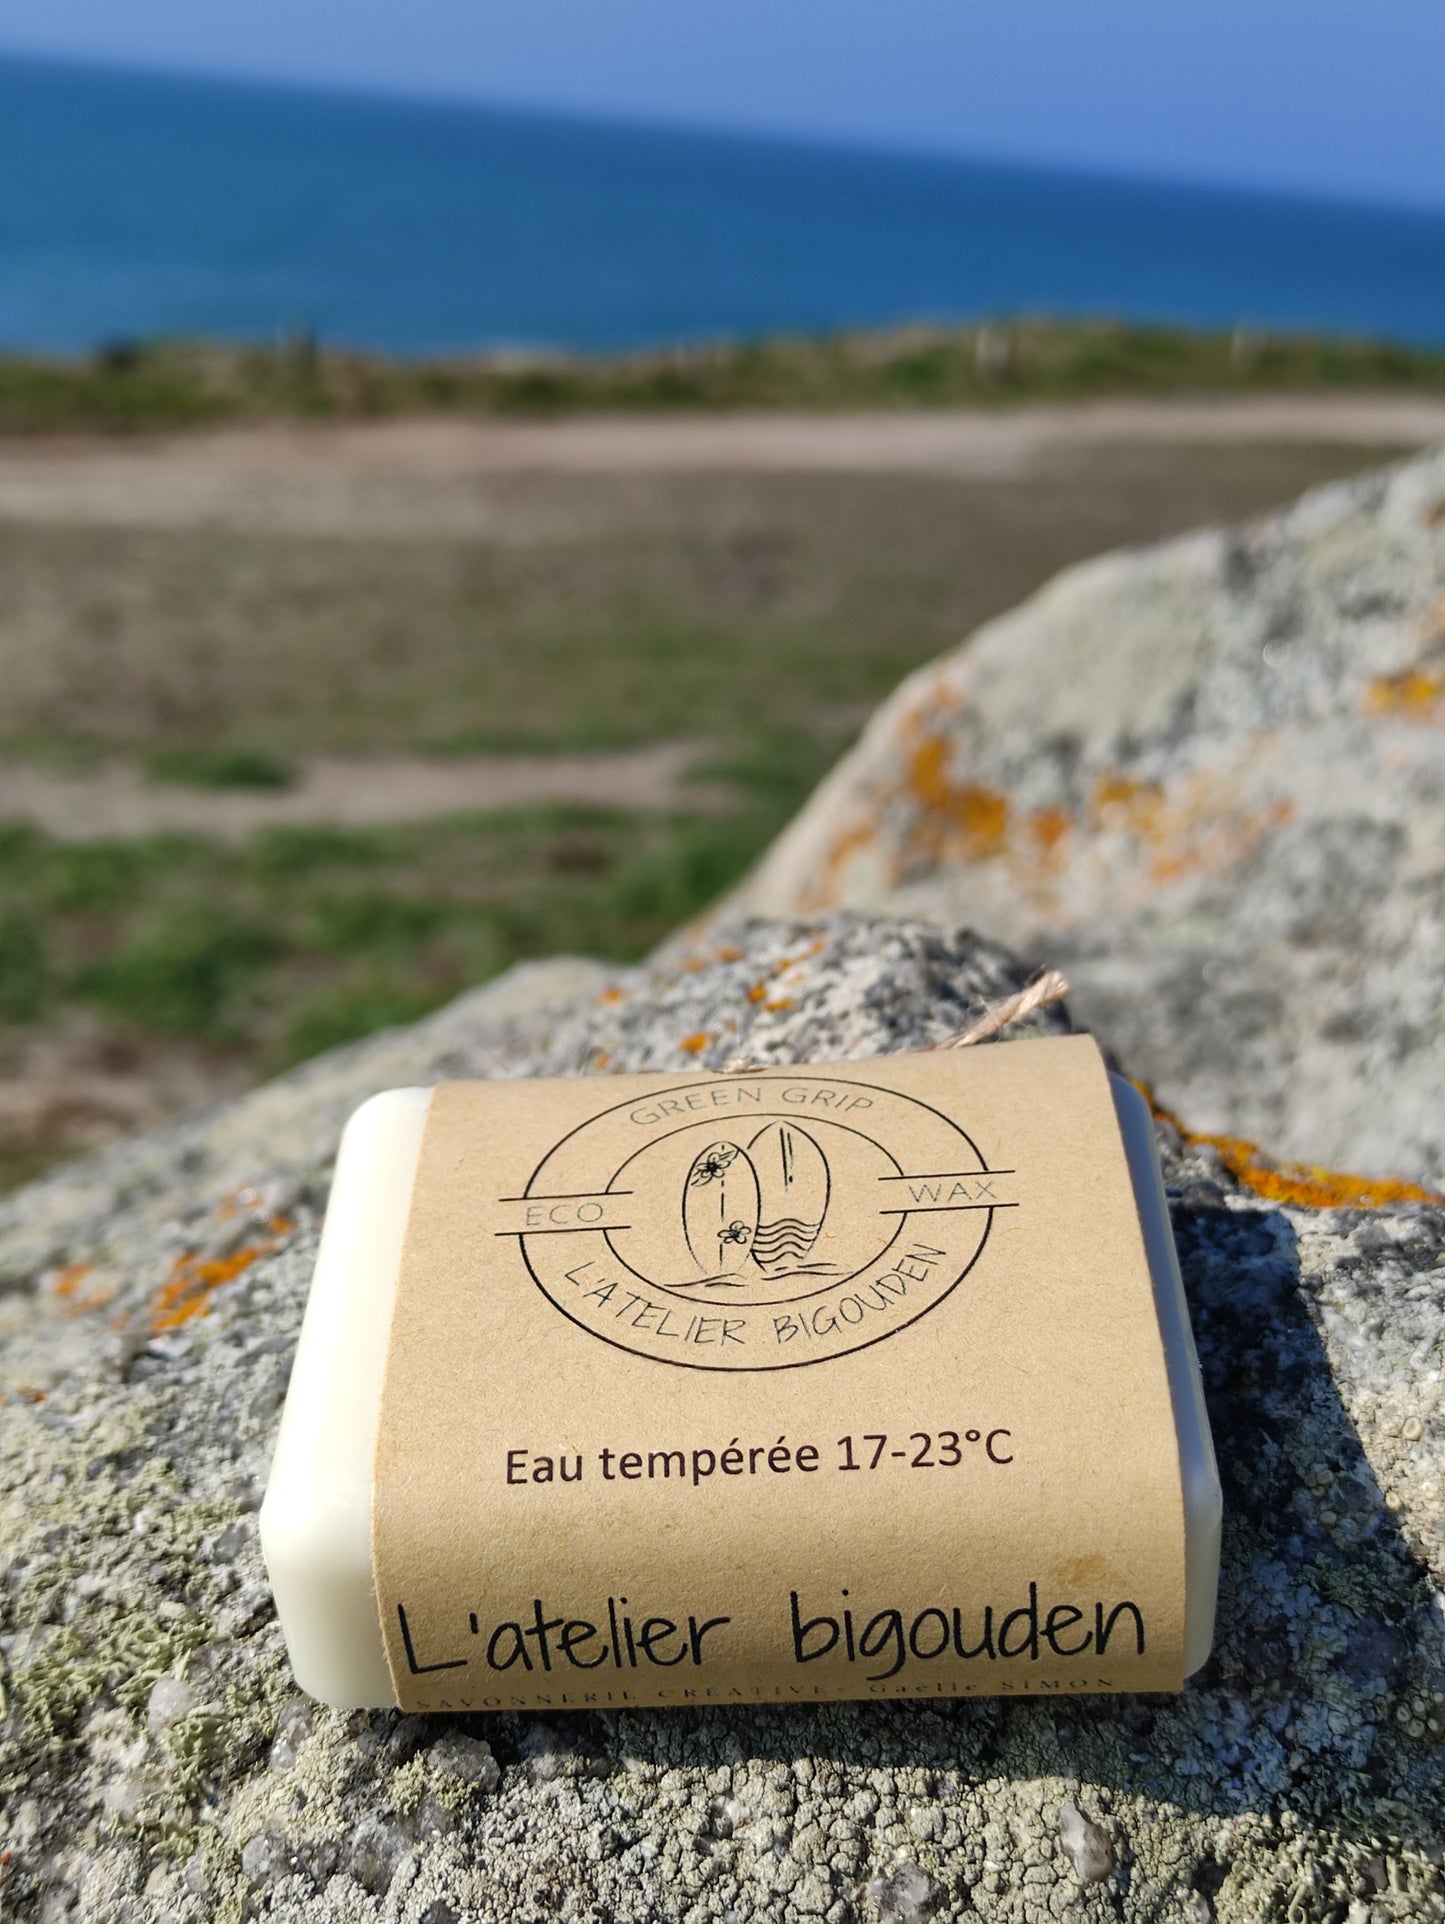 GREEN GRIP
ECO
WAX
L'ATELIER BIGOUDEN
Eau tempérée 17-23°C
L'atelier bigouden
SAVONNERIE CRÉATIVE- Gaëlle SIMON